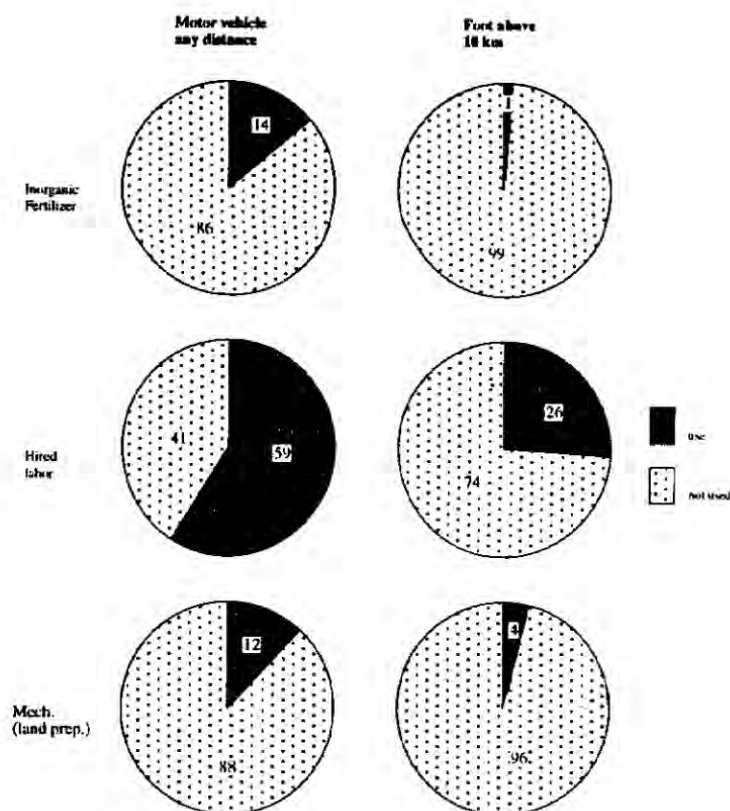 Motor vehicle
any distance
Foot above
10 km
Inorganic
Fertilizer
14
86
1
99
Hired
labor
41
59
26
74
use
not used
Mech.
(land prep.)
12
88
4
96